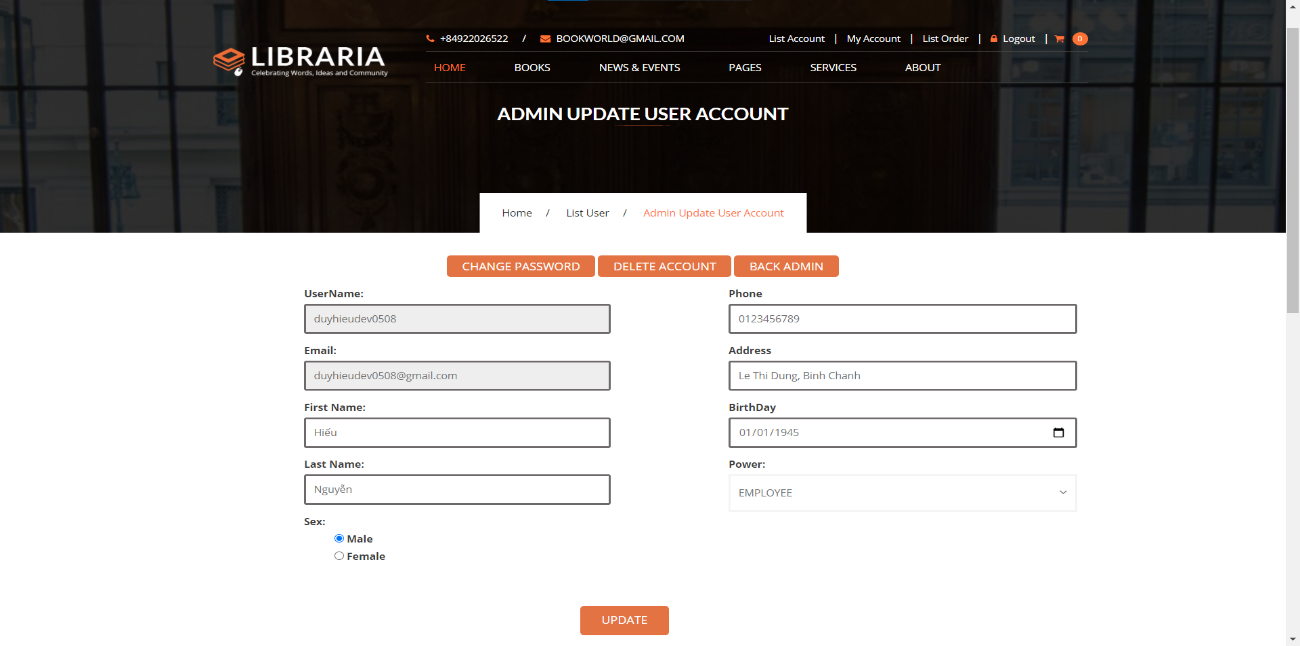 +84922026522 / BOOKWORLD@GMAIL.COM List Account | My Account | List Order | Logout | 0
LIBRARIA
Celebrating Words, Ideas and Community
HOME BOOKS NEWS & EVENTS PAGES SERVICES ABOUT
ADMIN UPDATE USER ACCOUNT
Home / List User / Admin Update User Account
CHANGE PASSWORD DELETE ACCOUNT BACK ADMIN
UserName:
duyhieudev0508
Email:
duyhieudev0508@gmail.com
First Name:
Hiếu
Last Name:
Nguyễn
Sex:
Male
Female
Phone
0123456789
Address
Le Thi Dung, Binh Chanh
BirthDay
01/01/1945
Power:
EMPLOYEE
UPDATE